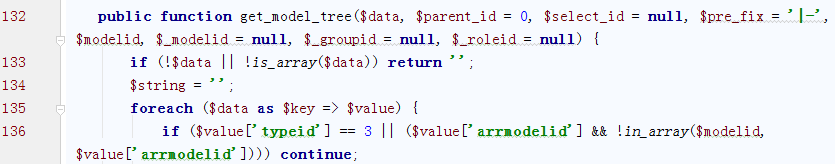 132 public function get_model_tree($data, $parent_id = 0, $select_id = null, $pre_fix = '|-',
$modelid, $_modelid = null, $_groupid = null, $_roleid = null) {
133 if (!$data || !is_array($data)) return '';
134 $string = '';
135 foreach ($data as $key => $value) {
136 if ($value['typeid'] == 3 || ($value['arrmodelid'] && !in_array($modelid,
$value['arrmodelid']))) continue;